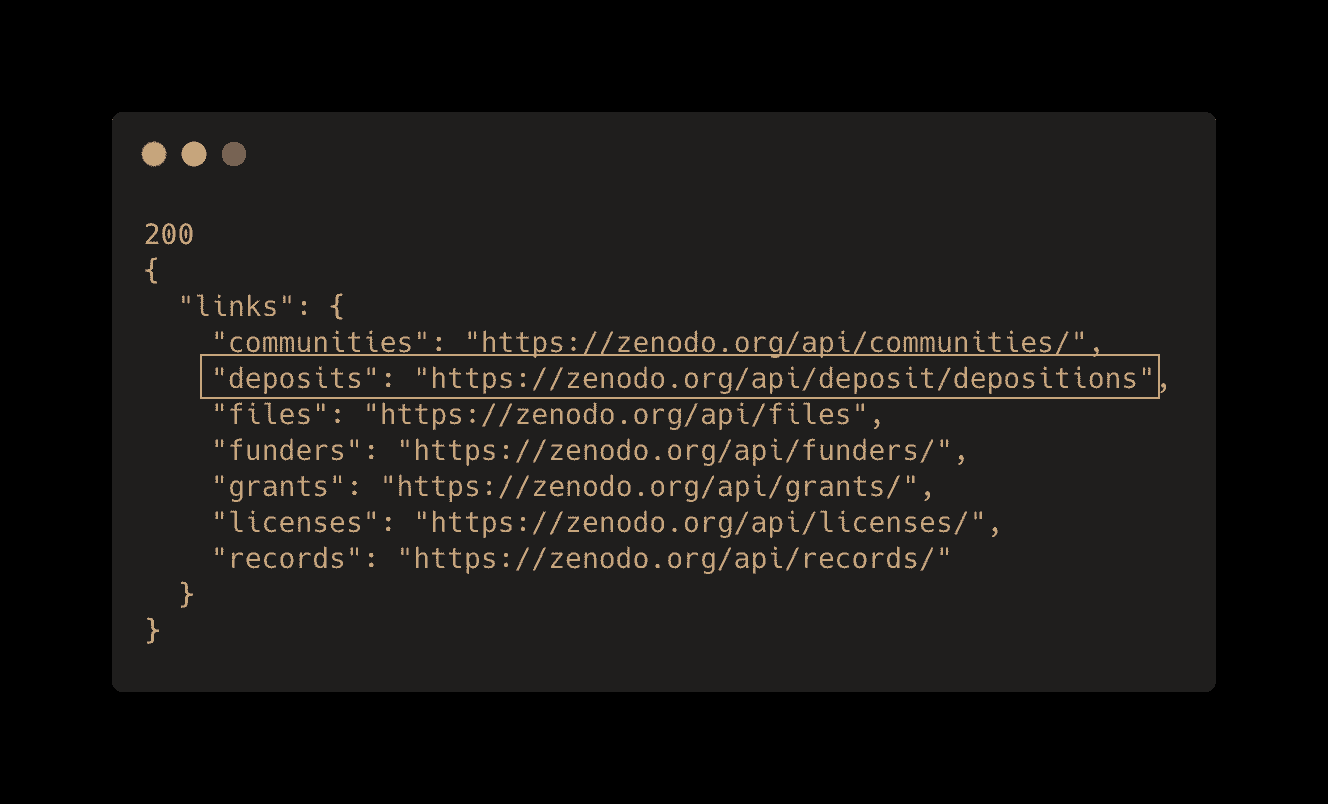 200
{
  "links": {
    "communities": "https://zenodo.org/api/communities/",
    "deposits": "https://zenodo.org/api/deposit/depositions",
    "files": "https://zenodo.org/api/files",
    "funders": "https://zenodo.org/api/funders/",
    "grants": "https://zenodo.org/api/grants/",
    "licenses": "https://zenodo.org/api/licenses/",
    "records": "https://zenodo.org/api/records/"
  }
}